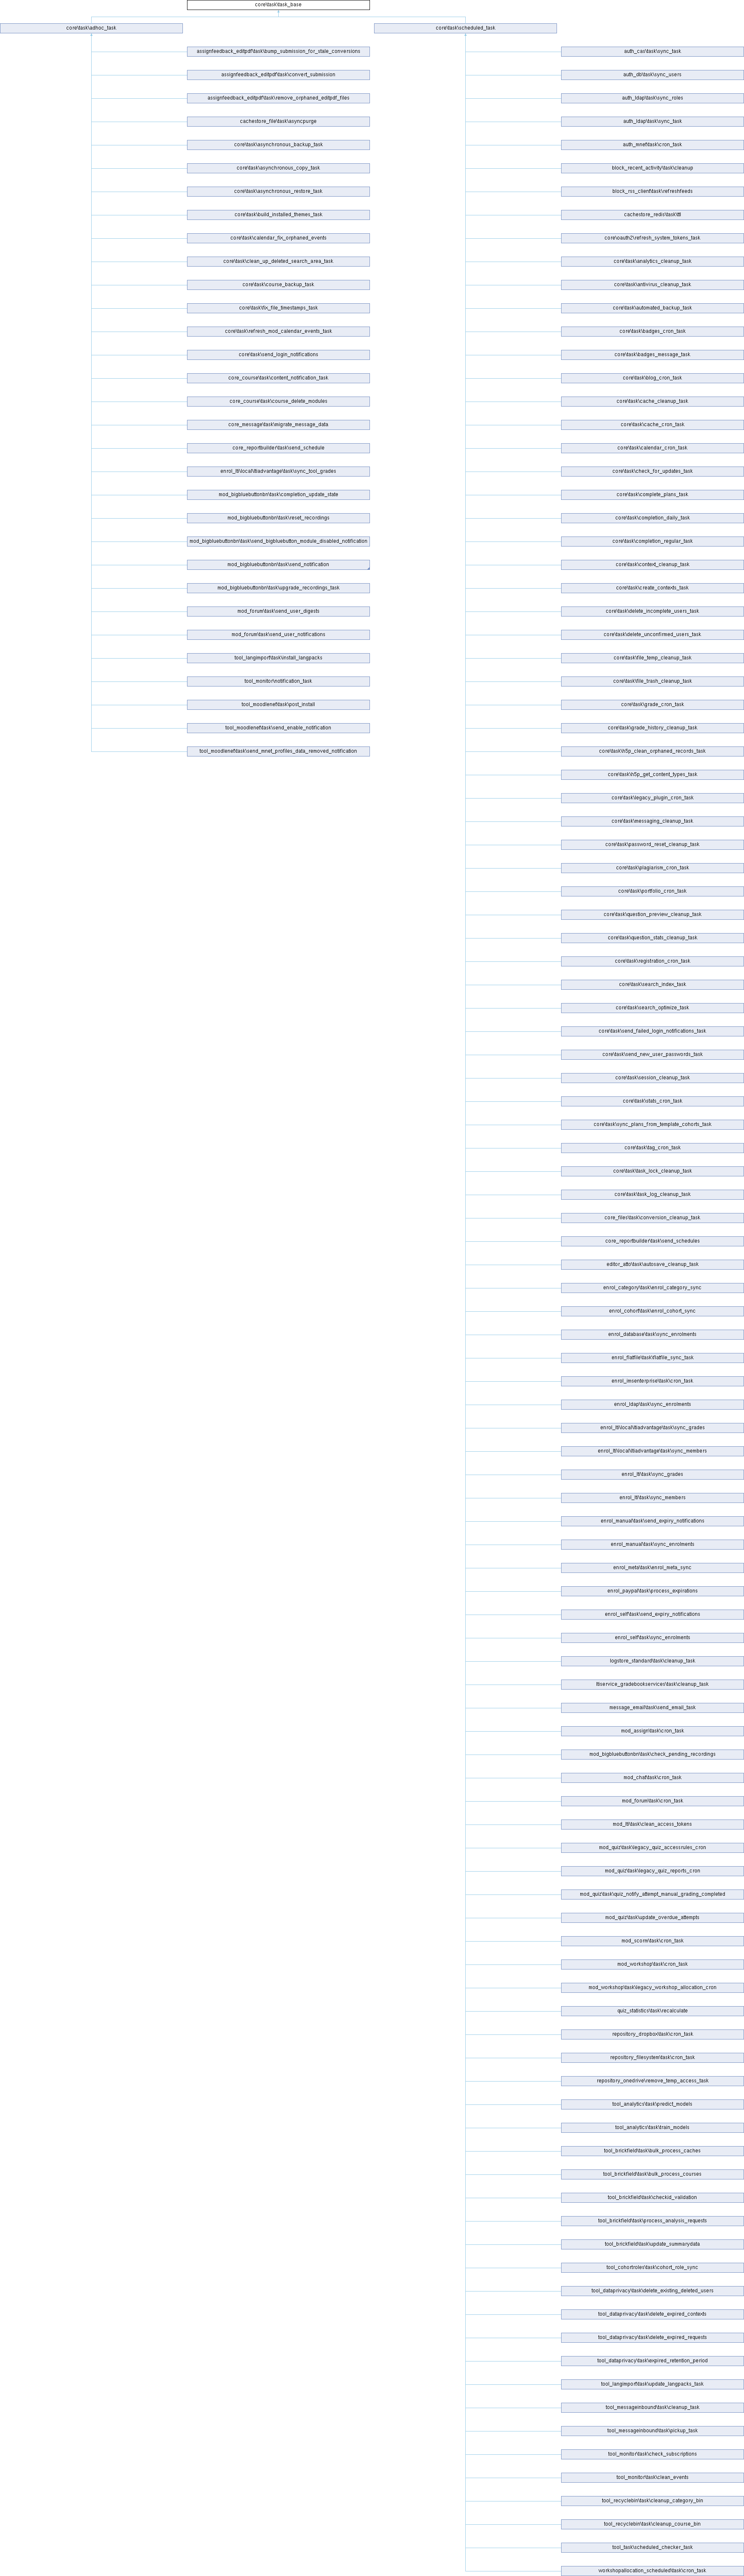 core\task\task_base
core\task\adhoc_task
core\task\scheduled_task
assignfeedback_editpdf\task\bump_submission_for_stale_conversions
assignfeedback_editpdf\task\convert_submission
assignfeedback_editpdf\task\remove_orphaned_editpdf_files
cachestore_file\task\asyncpurge
core\task\asynchronous_backup_task
core\task\asynchronous_copy_task
core\task\asynchronous_restore_task
core\task\build_installed_themes_task
core\task\calendar_fix_orphaned_events
core\task\clean_up_deleted_search_area_task
core\task\course_backup_task
core\task\fix_file_timestamps_task
core\task\refresh_mod_calendar_events_task
core\task\send_login_notifications
core_course\task\content_notification_task
core_course\task\course_delete_modules
core_message\task\migrate_message_data
core_reportbuilder\task\send_schedule
enrol_lti\local\ltiadvantage\task\sync_tool_grades
mod_bigbluebuttonbn\task\completion_update_state
mod_bigbluebuttonbn\task\reset_recordings
mod_bigbluebuttonbn\task\send_bigbluebutton_module_disabled_notification
mod_bigbluebuttonbn\task\send_notification
mod_bigbluebuttonbn\task\upgrade_recordings_task
mod_forum\task\send_user_digests
mod_forum\task\send_user_notifications
tool_langimport\task\install_langpacks
tool_monitor\notification_task
tool_moodlenet\task\post_install
tool_moodlenet\task\send_enable_notification
tool_moodlenet\task\send_mnet_profiles_data_removed_notification
auth_cas\task\sync_task
auth_db\task\sync_users
auth_ldap\task\sync_roles
auth_ldap\task\sync_task
auth_mnet\task\cron_task
block_recent_activity\task\cleanup
block_rss_client\task\refreshfeeds
cachestore_redis\task\ttl
core\oauth2\refresh_system_tokens_task
core\task\analytics_cleanup_task
core\task\antivirus_cleanup_task
core\task\automated_backup_task
core\task\badges_cron_task
core\task\badges_message_task
core\task\blog_cron_task
core\task\cache_cleanup_task
core\task\cache_cron_task
core\task\calendar_cron_task
core\task\check_for_updates_task
core\task\complete_plans_task
core\task\completion_daily_task
core\task\completion_regular_task
core\task\context_cleanup_task
core\task\create_contexts_task
core\task\delete_incomplete_users_task
core\task\delete_unconfirmed_users_task
core\task\file_temp_cleanup_task
core\task\file_trash_cleanup_task
core\task\grade_cron_task
core\task\grade_history_cleanup_task
core\task\h5p_clean_orphaned_records_task
core\task\h5p_get_content_types_task
core\task\legacy_plugin_cron_task
core\task\messaging_cleanup_task
core\task\password_reset_cleanup_task
core\task\plagiarism_cron_task
core\task\portfolio_cron_task
core\task\question_preview_cleanup_task
core\task\question_stats_cleanup_task
core\task\registration_cron_task
core\task\search_index_task
core\task\search_optimize_task
core\task\send_failed_login_notifications_task
core\task\send_new_user_passwords_task
core\task\session_cleanup_task
core\task\stats_cron_task
core\task\sync_plans_from_template_cohorts_task
core\task\tag_cron_task
core\task\task_lock_cleanup_task
core\task\task_log_cleanup_task
core_files\task\conversion_cleanup_task
core_reportbuilder\task\send_schedules
editor_atto\task\autosave_cleanup_task
enrol_category\task\enrol_category_sync
enrol_cohort\task\enrol_cohort_sync
enrol_database\task\sync_enrolments
enrol_flatfile\task\flatfile_sync_task
enrol_imsenterprise\task\cron_task
enrol_ldap\task\sync_enrolments
enrol_lti\local\ltiadvantage\task\sync_grades
enrol_lti\local\ltiadvantage\task\sync_members
enrol_lti\task\sync_grades
enrol_lti\task\sync_members
enrol_manual\task\send_expiry_notifications
enrol_manual\task\sync_enrolments
enrol_meta\task\enrol_meta_sync
enrol_paypal\task\process_expirations
enrol_self\task\send_expiry_notifications
enrol_self\task\sync_enrolments
logstore_standard\task\cleanup_task
ltiservice_gradebookservices\task\cleanup_task
message_email\task\send_email_task
mod_assign\task\cron_task
mod_bigbluebuttonbn\task\check_pending_recordings
mod_chat\task\cron_task
mod_forum\task\cron_task
mod_lti\task\clean_access_tokens
mod_quiz\task\legacy_quiz_accessrules_cron
mod_quiz\task\legacy_quiz_reports_cron
mod_quiz\task\quiz_notify_attempt_manual_grading_completed
mod_quiz\task\update_overdue_attempts
mod_scorm\task\cron_task
mod_workshop\task\cron_task
mod_workshop\task\legacy_workshop_allocation_cron
quiz_statistics\task\recalculate
repository_dropbox\task\cron_task
repository_filesystem\task\cron_task
repository_onedrive\remove_temp_access_task
tool_analytics\task\predict_models
tool_analytics\task\train_models
tool_brickfield\task\bulk_process_caches
tool_brickfield\task\bulk_process_courses
tool_brickfield\task\checkid_validation
tool_brickfield\task\process_analysis_requests
tool_brickfield\task\update_summarydata
tool_cohortroles\task\cohort_role_sync
tool_dataprivacy\task\delete_existing_deleted_users
tool_dataprivacy\task\delete_expired_contexts
tool_dataprivacy\task\delete_expired_requests
tool_dataprivacy\task\expired_retention_period
tool_langimport\task\update_langpacks_task
tool_messageinbound\task\cleanup_task
tool_messageinbound\task\pickup_task
tool_monitor\task\check_subscriptions
tool_monitor\task\clean_events
tool_recyclebin\task\cleanup_category_bin
tool_recyclebin\task\cleanup_course_bin
tool_task\scheduled_checker_task
workshopallocation_scheduled\task\cron_task